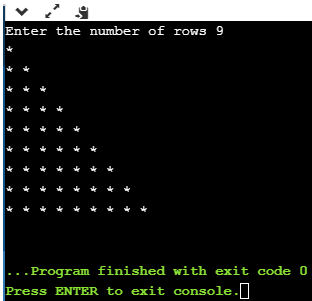 Enter the number of rows 9
*
* *
* * *
* * * *
* * * * *
* * * * * *
* * * * * * *
* * * * * * * *
* * * * * * * * *
...Program finished with exit code 0
Press ENTER to exit console.